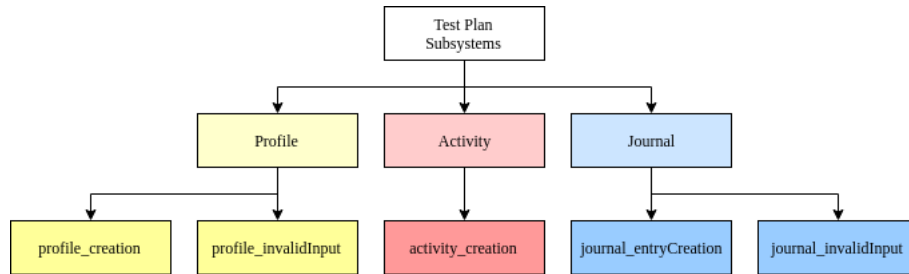 Test Plan
Subsystems
Profile
Activity
Journal
profile_creation
profile_invalidInput
activity_creation
journal_entryCreation
journal_invalidInput